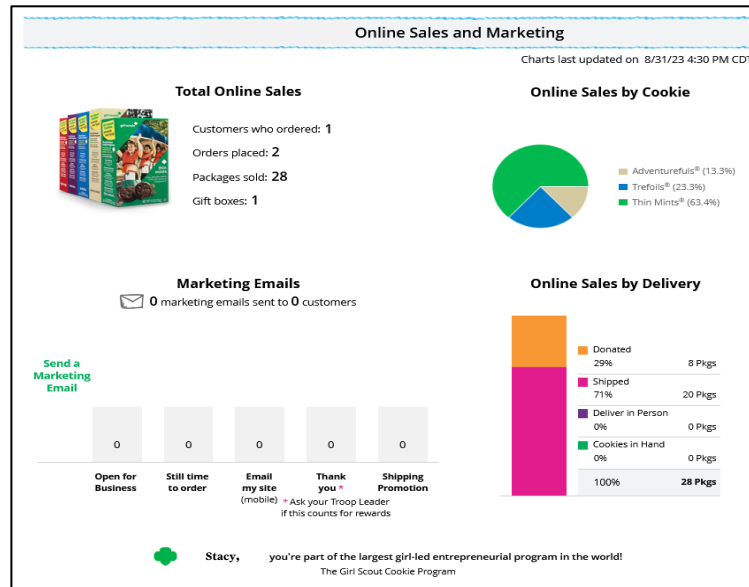 Online Sales and Marketing
Charts last updated on 8/31/23 4:30 PM CDT
Total Online Sales
Customers who ordered: 1
Orders placed: 2
Packages sold: 28
Gift boxes: 1
Online Sales by Cookie
Adventurefuls® (13.3%)
Trefoils® (23.3%)
Thin Mints® (63.4%)
Marketing Emails
0 marketing emails sent to 0 customers
Send a
Marketing
Email
0 0 0 0 0
Open for
Business
Still time
to order
Email
my site
(mobile)
Thank
you *
Shipping
Promotion
* Ask your Troop Leader
if this counts for rewards
Online Sales by Delivery
Donated
29% 8 Pkgs
Shipped
71% 20 Pkgs
Deliver in Person
0% 0 Pkgs
Cookies in Hand
0% 0 Pkgs
100% 28 Pkgs
Stacy, you're part of the largest girl-led entrepreneurial program in the world!
The Girl Scout Cookie Program